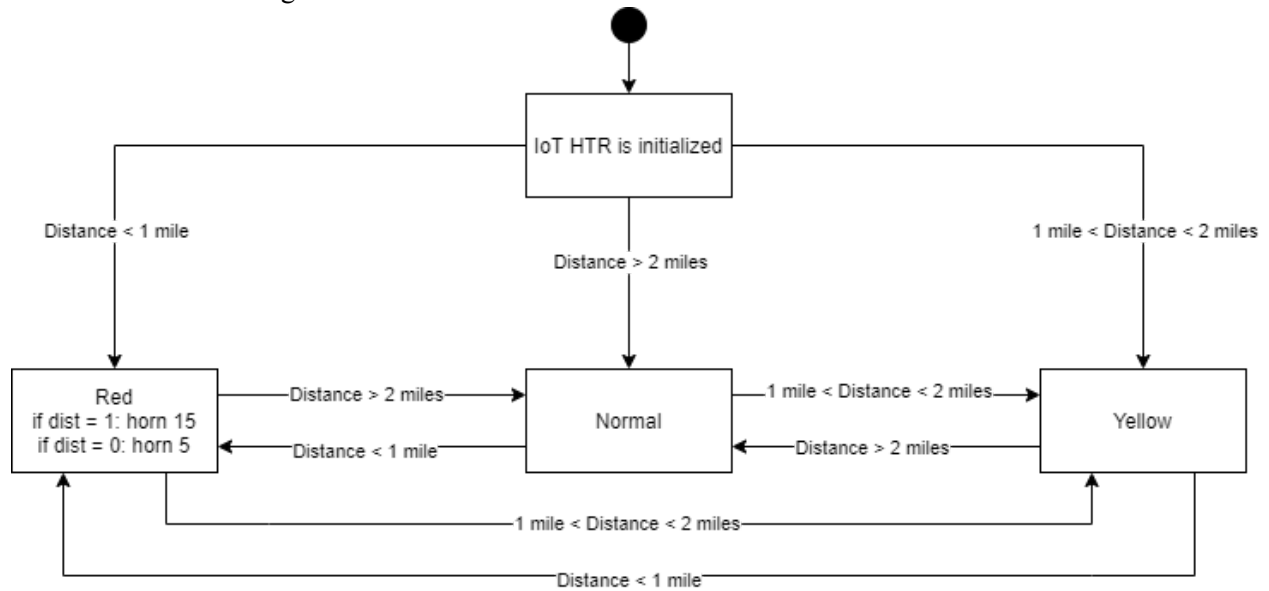 IoT HTR is initialized
Distance < 1 mile
1 mile < Distance < 2 miles
Distance > 2 miles
Red
if dist = 1: horn 15
if dist = 0: horn 5
Distance > 2 miles
Distance < 1 mile
Normal
1 mile < Distance < 2 miles
Distance > 2 miles
Yellow
1 mile < Distance < 2 miles
Distance < 1 mile